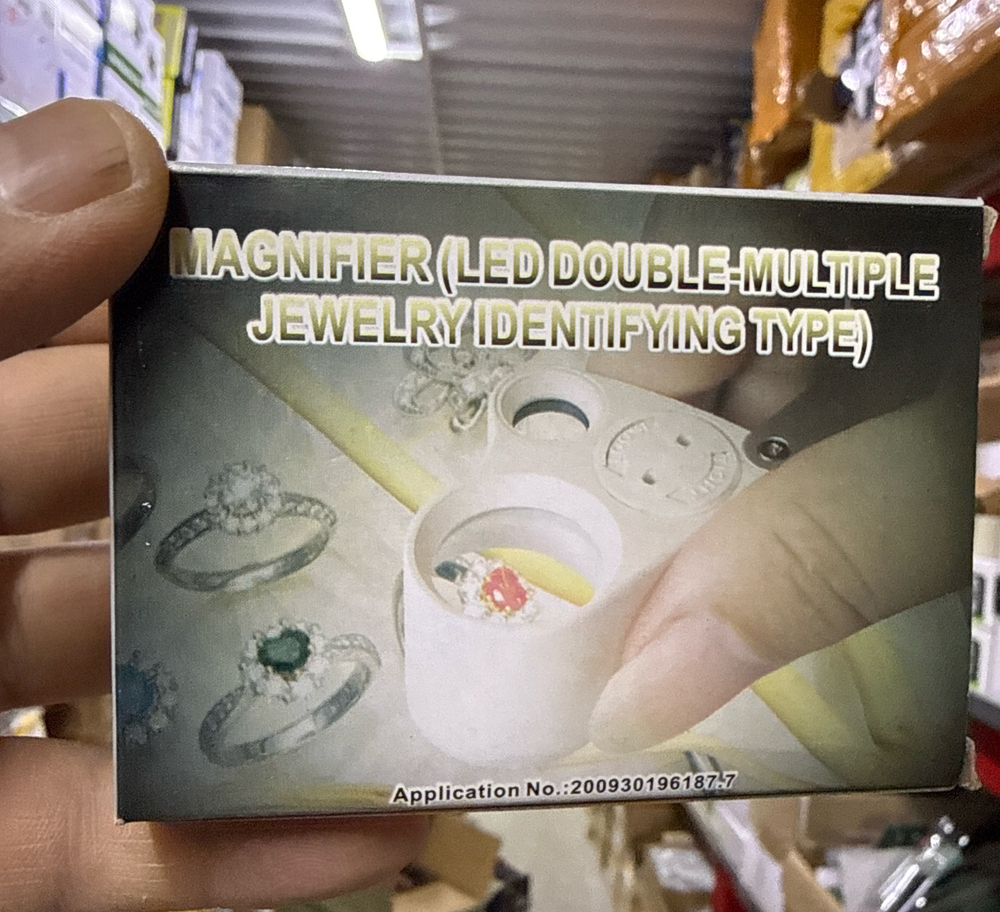 MAGNIFIER (LED DOUBLE-MULTIPLE
JEWELRY IDENTIFYING TYPE)
Application No.:200930196187.7